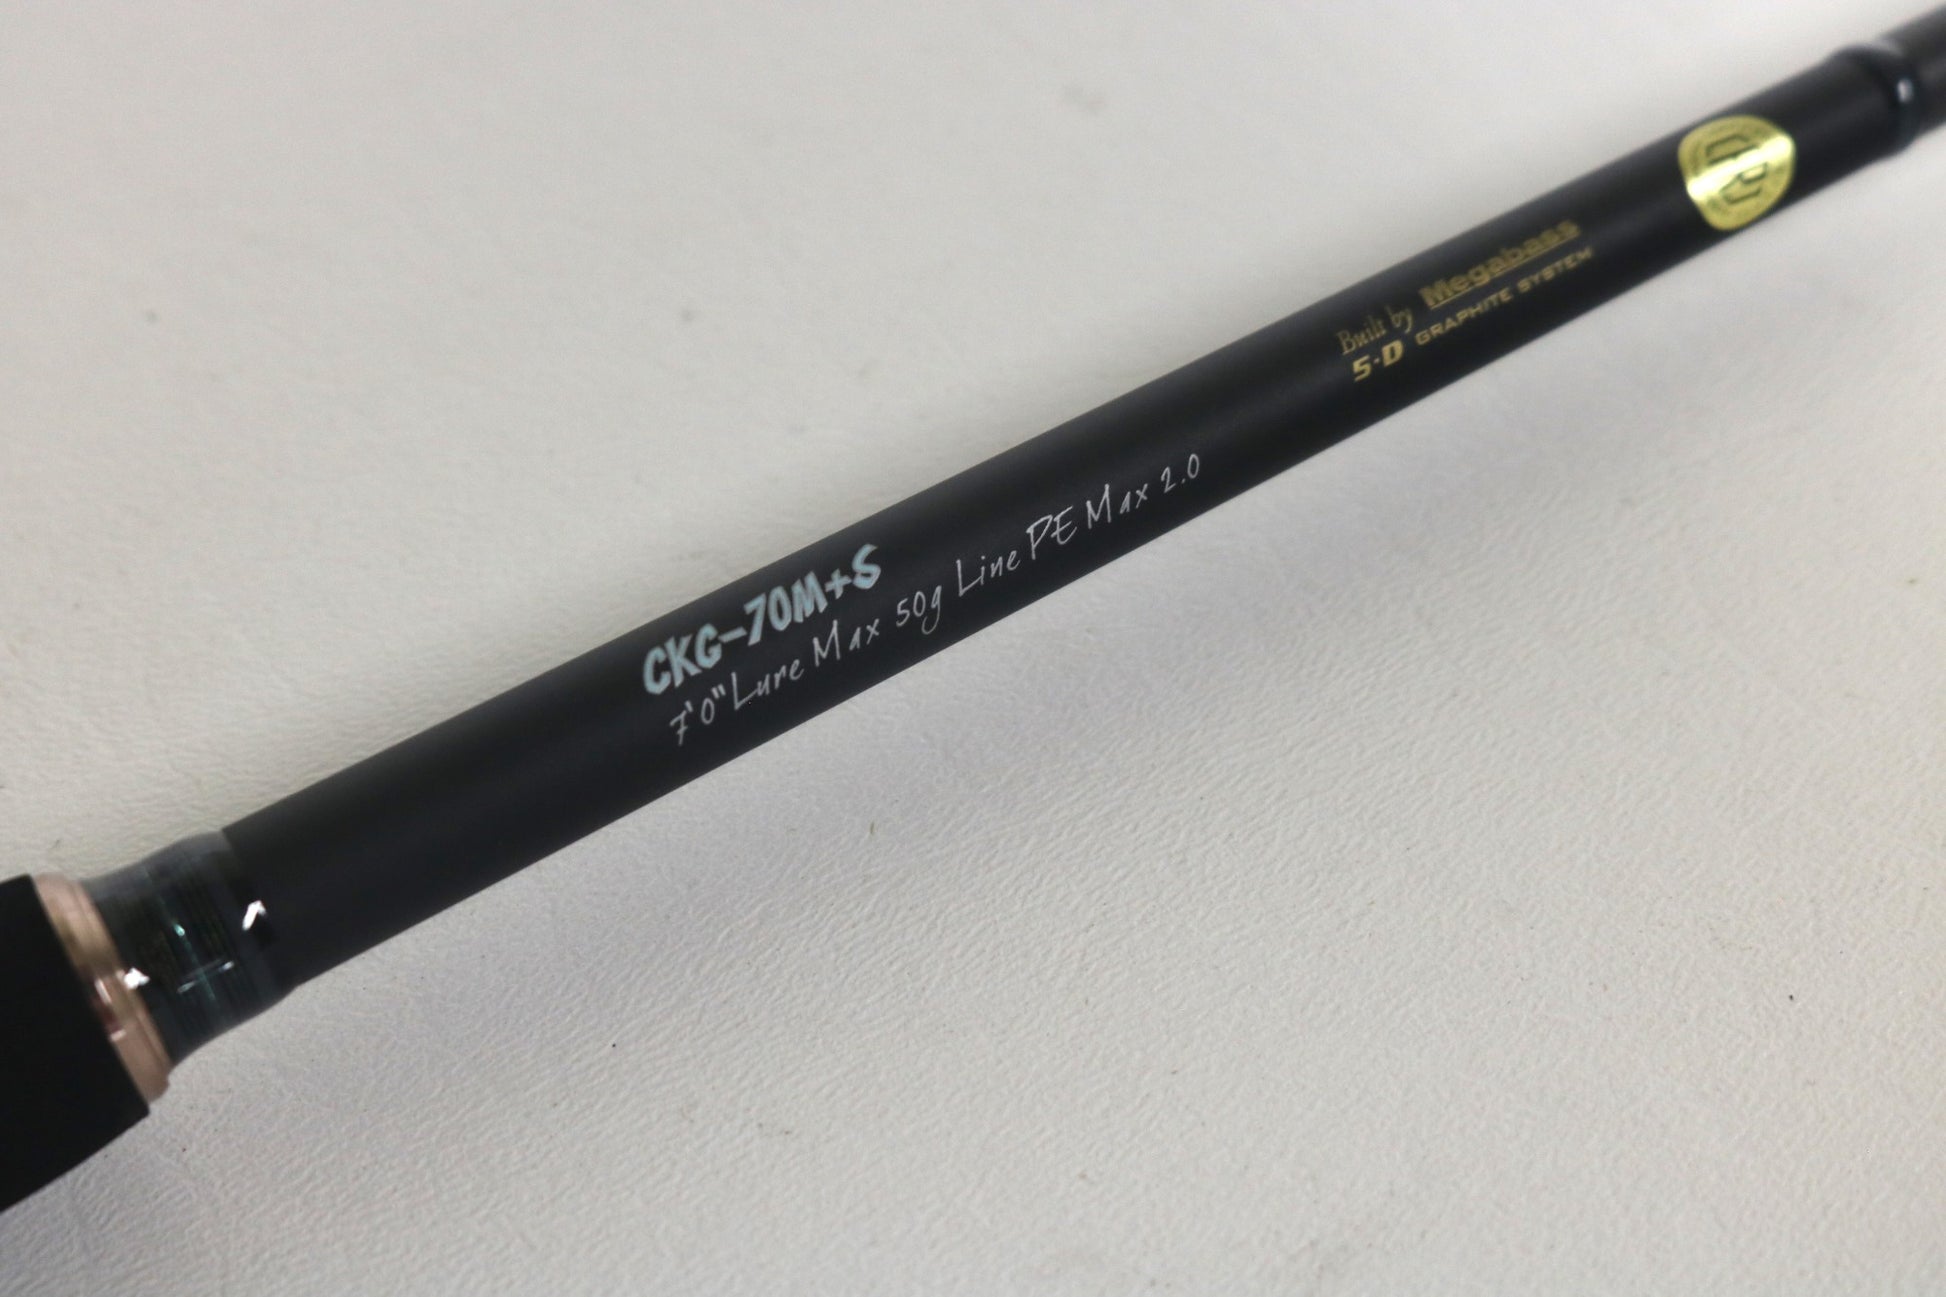 CKG-70M+S
7'0" Lure Max 50g Line PE Max 2.0
Built by Megabass
5-D GRAPHITE SYSTEM